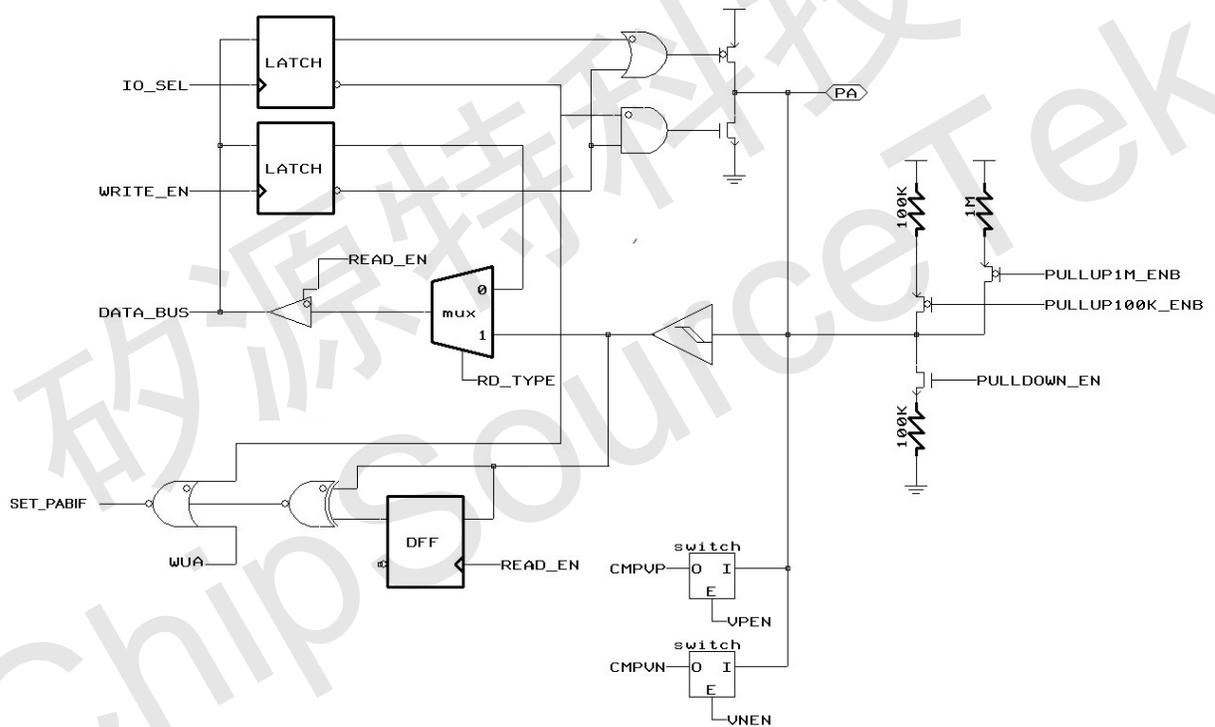 LATCH
IO_SEL
PA
LATCH
WRITE_EN
100K
1M
READ_EN
PULLUP1M_ENB
0
DATA_BUS
mux
PULLUP100K_ENB
1
RD_TYPE
PULLDOWN_EN
100K
SET_PABIF
DFF
WUA
READ_EN
switch
CMPVP
O I
E
VPEN
switch
CMPVN
O I
E
VNEN
矽源特科技
ChipSourceTek